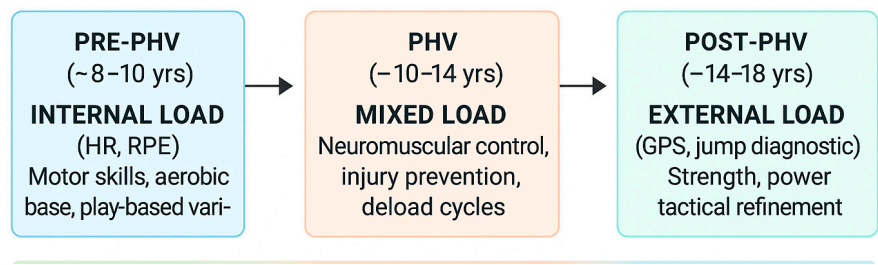 PRE-PHV
(~8–10 yrs)
INTERNAL LOAD
(HR, RPE)
Motor skills, aerobic
base, play-based vari-
PHV
(–10–14 yrs)
MIXED LOAD
Neuromuscular control,
injury prevention,
deload cycles
POST-PHV
(–14–18 yrs)
EXTERNAL LOAD
(GPS, jump diagnostic)
Strength, power
tactical refinement